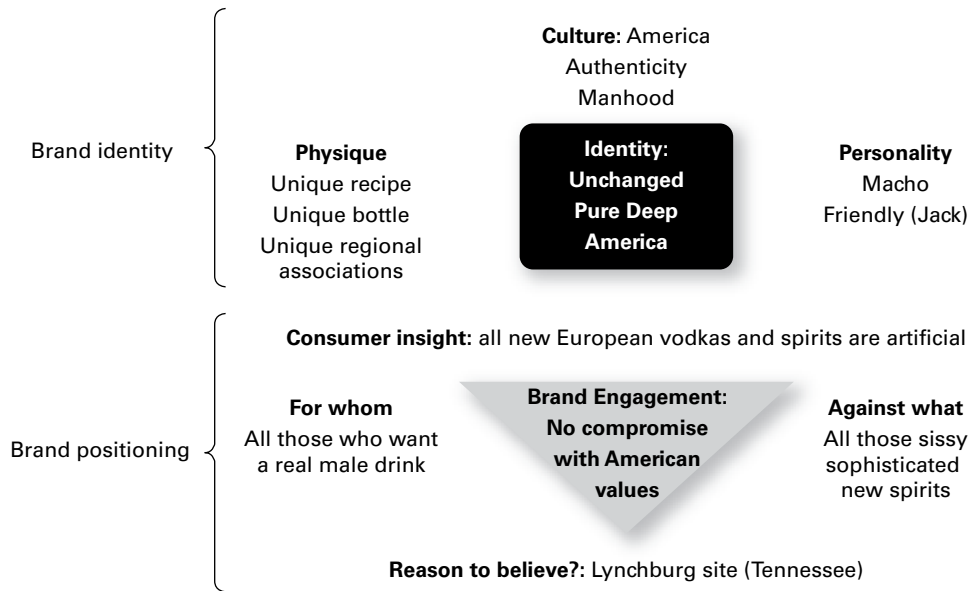 Culture: America
Authenticity
Manhood
Brand identity
Physique
Unique recipe
Unique bottle
Unique regional
associations
Identity:
Unchanged
Pure Deep
America
Personality
Macho
Friendly (Jack)
Consumer insight: all new European vodkas and spirits are artificial
Brand positioning
For whom
All those who want
a real male drink
Brand Engagement:
No compromise
with American
values
Against what
All those sissy
sophisticated
new spirits
Reason to believe?: Lynchburg site (Tennessee)